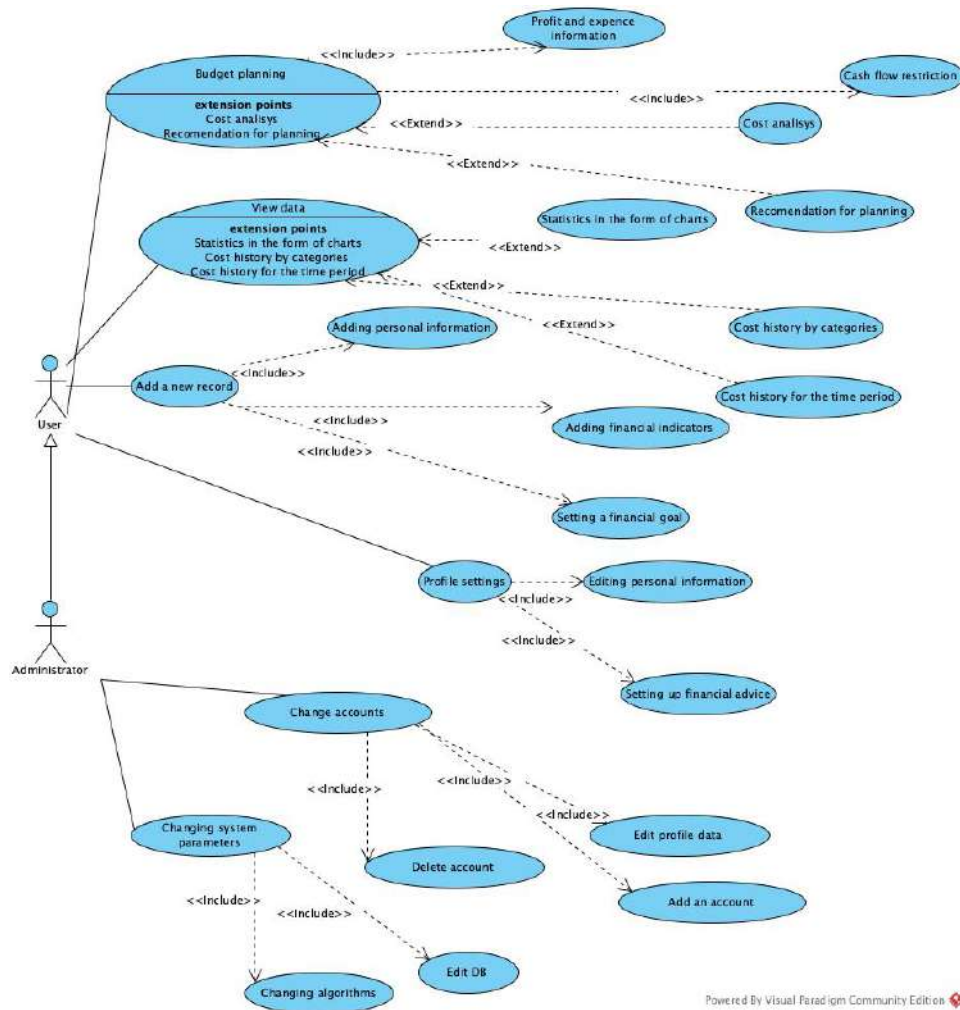 Profit and expence
information
<<Include>>
Budget planning
Cash flow restriction
<<Include>>
extension points
Cost analisys
Recomendation for planning
<<Extend>>
Cost analisys
<<Extend>>
Recomendation for planning
View data
extension points
Statistics in the form of charts
Cost history by categories
Cost history for the time period
Statistics in the form of charts
<<Extend>>
<<Extend>>
Cost history by categories
<<Extend>>
Adding personal information
<<Include>>
Add a new record
Cost history for the time period
User
<<Include>>
Adding financial indicators
<<Include>>
Setting a financial goal
Profile settings
Editing personal information
<<Include>>
<<Include>>
Administrator
Setting up financial advice
Change accounts
<<Include>>
<<Include>>
<<Include>>
Changing system
parameters
Edit profile data
Delete account
Add an account
<<Include>>
<<Include>>
Edit DB
Changing algorithms
Powered By Visual Paradigm Community Edition